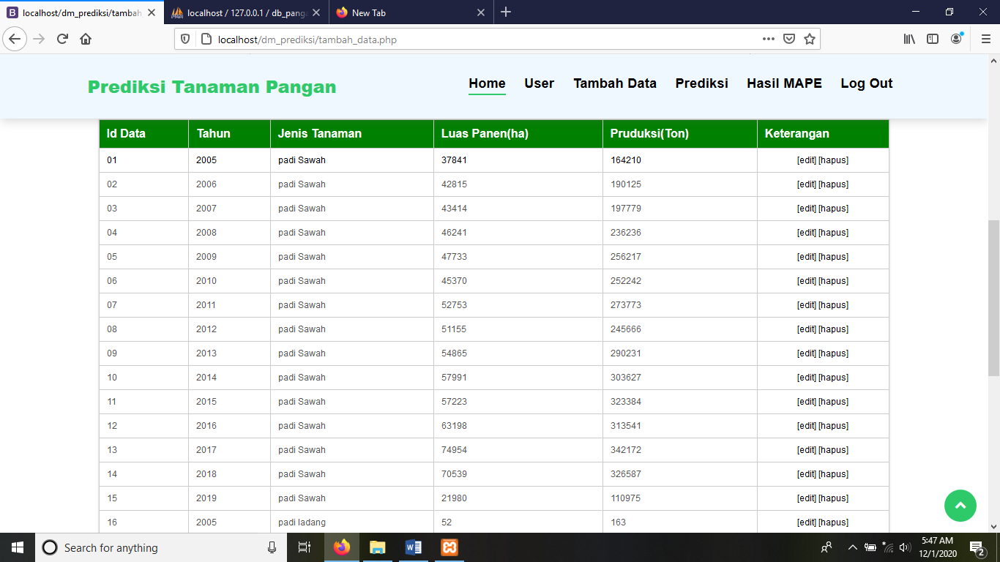 localhost/dm_prediksi/tambah
localhost / 127.0.0.1 / db_panga
New Tab
localhost/dm_prediksi/tambah_data.php
Prediksi Tanaman Pangan
Home User Tambah Data Prediksi Hasil MAPE Log Out
Id Data Tahun Jenis Tanaman Luas Panen(ha) Pruduksi(Ton) Keterangan
01 2005 padi Sawah 37841 164210 [edit] [hapus]
02 2006 padi Sawah 42815 190125 [edit] [hapus]
03 2007 padi Sawah 43414 197779 [edit] [hapus]
04 2008 padi Sawah 46241 236236 [edit] [hapus]
05 2009 padi Sawah 47733 256217 [edit] [hapus]
06 2010 padi Sawah 45370 252242 [edit] [hapus]
07 2011 padi Sawah 52753 273773 [edit] [hapus]
08 2012 padi Sawah 51155 245666 [edit] [hapus]
09 2013 padi Sawah 54865 290231 [edit] [hapus]
10 2014 padi Sawah 57991 303627 [edit] [hapus]
11 2015 padi Sawah 57223 323384 [edit] [hapus]
12 2016 padi Sawah 63198 313541 [edit] [hapus]
13 2017 padi Sawah 74954 342172 [edit] [hapus]
14 2018 padi Sawah 70539 326587 [edit] [hapus]
15 2019 padi Sawah 21980 110975 [edit] [hapus]
16 2005 padi ladang 52 163 [edit] [hapus]
Search for anything
5:47 AM
12/1/2020
2